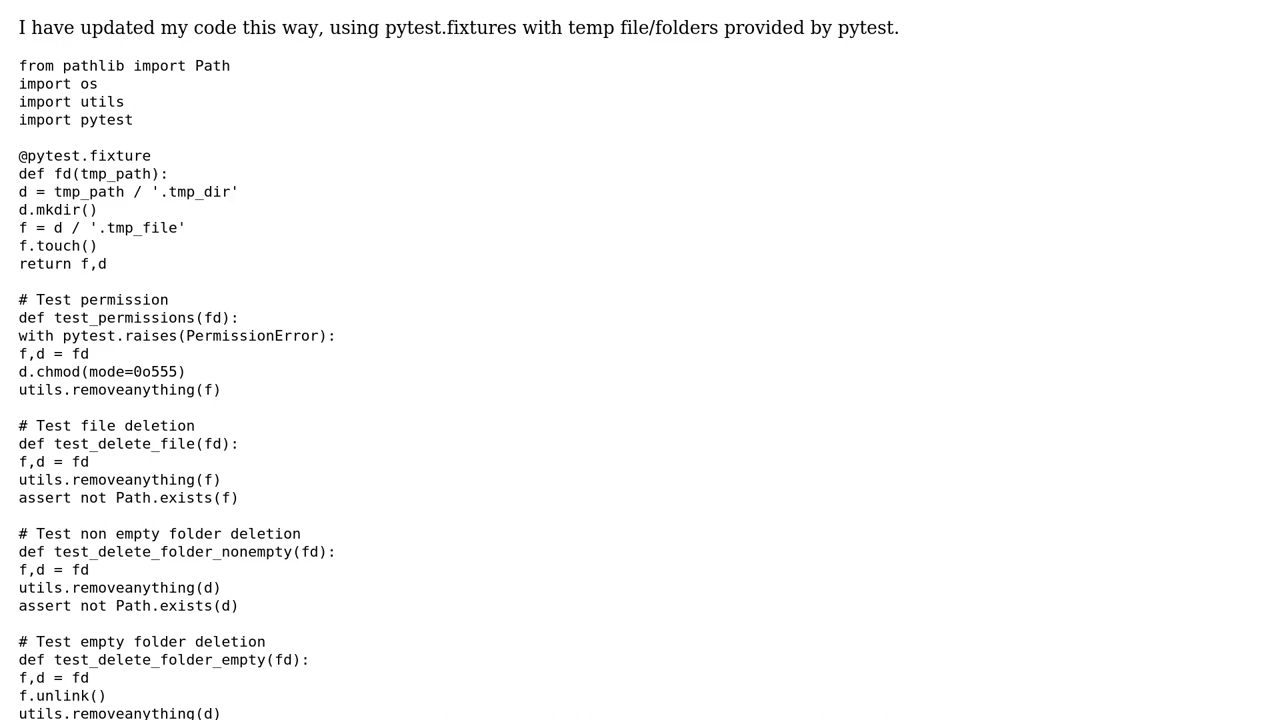 I have updated my code this way, using pytest.fixtures with temp file/folders provided by pytest.
from pathlib import Path
import os
import utils
import pytest
@pytest.fixture
def fd(tmp_path):
d = tmp_path / '.tmp_dir'
d.mkdir()
f = d / '.tmp_file'
f.touch()
return f,d
# Test permission
def test_permissions(fd):
with pytest.raises(PermissionError):
f,d = fd
d.chmod(mode=0o555)
utils.removeanything(f)
# Test file deletion
def test_delete_file(fd):
f,d = fd
utils.removeanything(f)
assert not Path.exists(f)
# Test non empty folder deletion
def test_delete_folder_nonempty(fd):
f,d = fd
utils.removeanything(d)
assert not Path.exists(d)
# Test empty folder deletion
def test_delete_folder_empty(fd):
f,d = fd
f.unlink()
utils.removeanything(d)